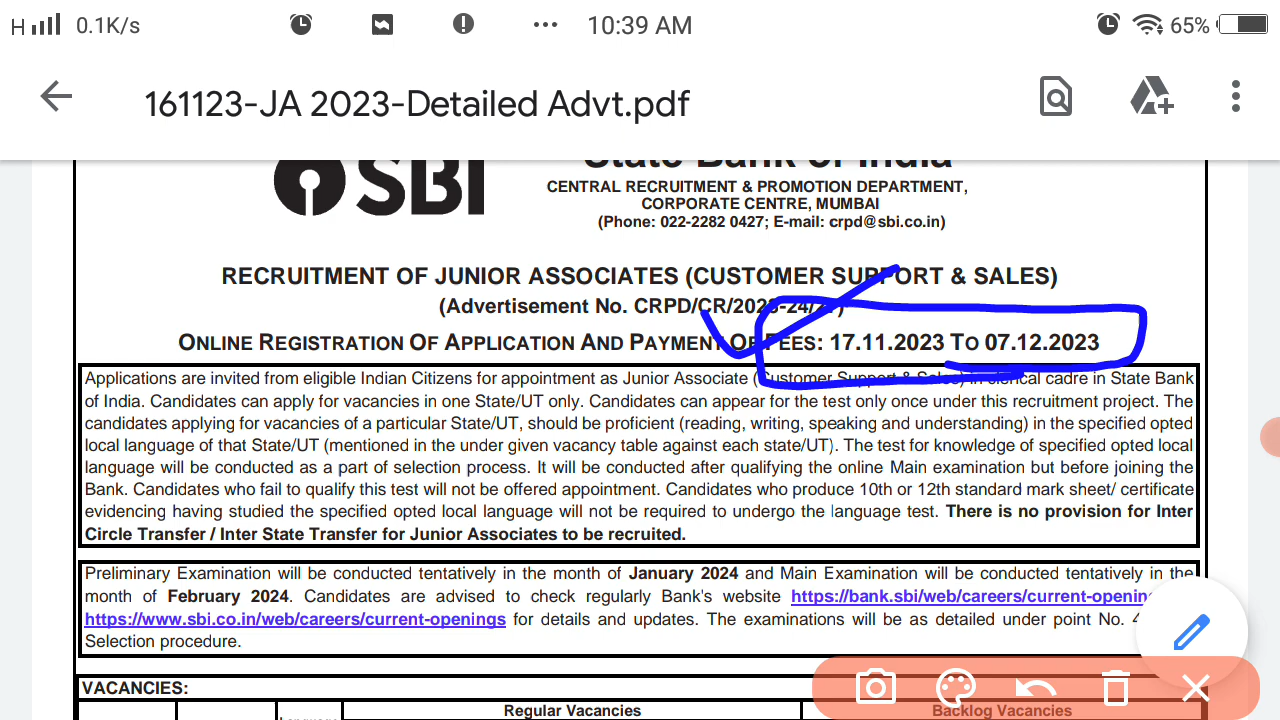 H 0.1K/s 10:39 AM 65%
161123-JA 2023-Detailed Advt.pdf
SBI
State Bank of India
CENTRAL RECRUITMENT & PROMOTION DEPARTMENT,
CORPORATE CENTRE, MUMBAI
(Phone: 022-2282 0427; E-mail: crpd@sbi.co.in)
RECRUITMENT OF JUNIOR ASSOCIATES (CUSTOMER SUPPORT & SALES)
(Advertisement No. CRPD/CR/2023-24/27)
ONLINE REGISTRATION OF APPLICATION AND PAYMENT OF FEES: 17.11.2023 TO 07.12.2023
Applications are invited from eligible Indian Citizens for appointment as Junior Associate (Customer Support & Sales) in clerical cadre in State Bank
of India. Candidates can apply for vacancies in one State/UT only. Candidates can appear for the test only once under this recruitment project. The
candidates applying for vacancies of a particular State/UT, should be proficient (reading, writing, speaking and understanding) in the specified opted
local language of that State/UT (mentioned in the under given vacancy table against each state/UT). The test for knowledge of specified opted local
language will be conducted as a part of selection process. It will be conducted after qualifying the online Main examination but before joining the
Bank. Candidates who fail to qualify this test will not be offered appointment. Candidates who produce 10th or 12th standard mark sheet/ certificate
evidencing having studied the specified opted local language will not be required to undergo the language test. There is no provision for Inter
Circle Transfer / Inter State Transfer for Junior Associates to be recruited.
Preliminary Examination will be conducted tentatively in the month of January 2024 and Main Examination will be conducted tentatively in the
month of February 2024. Candidates are advised to check regularly Bank's website https://bank.sbi/web/careers/current-openin
https://www.sbi.co.in/web/careers/current-openings for details and updates. The examinations will be as detailed under point No. 4
Selection procedure.
VACANCIES:
Regular Vacancies Backlog Vacancies